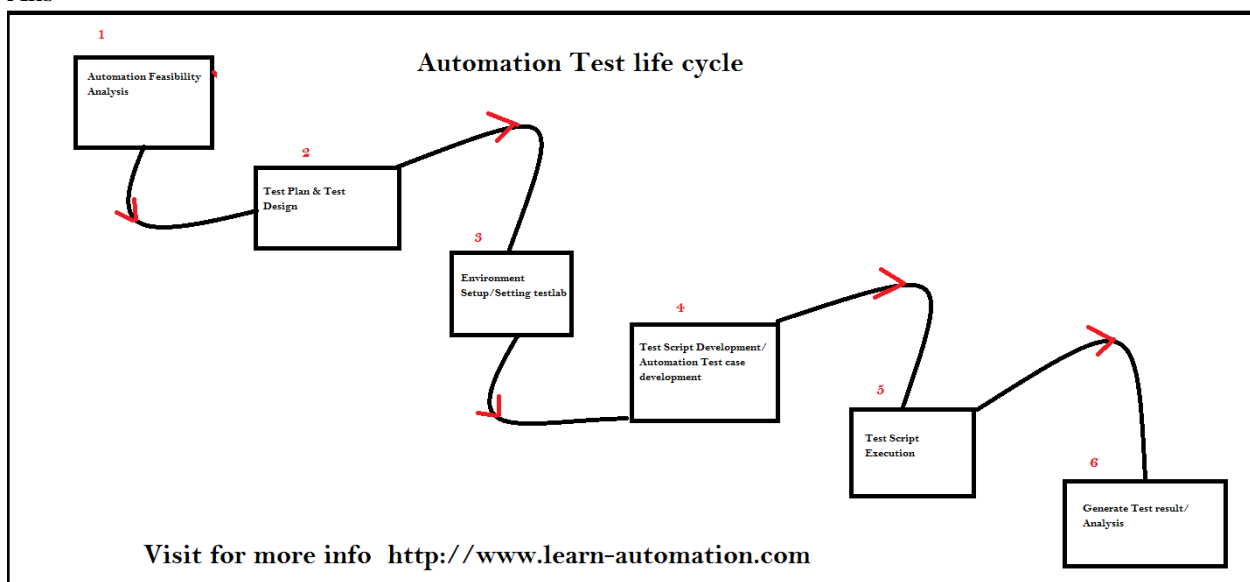 1
Automation Test life cycle
Automation Feasibility
Analysis
2
Test Plan & Test
Design
3
Environment
Setup/Setting testlab
4
Test Script Development/
Automation Test case
development
5
Test Script
Execution
6
Generate Test result/
Analysis
Visit for more info http://www.learn-automation.com